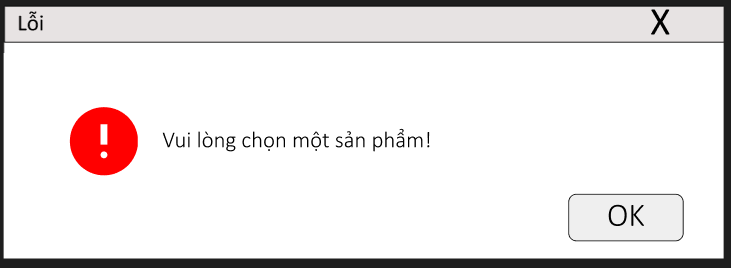 Lỗi X
Vui lòng chọn một sản phẩm!
OK